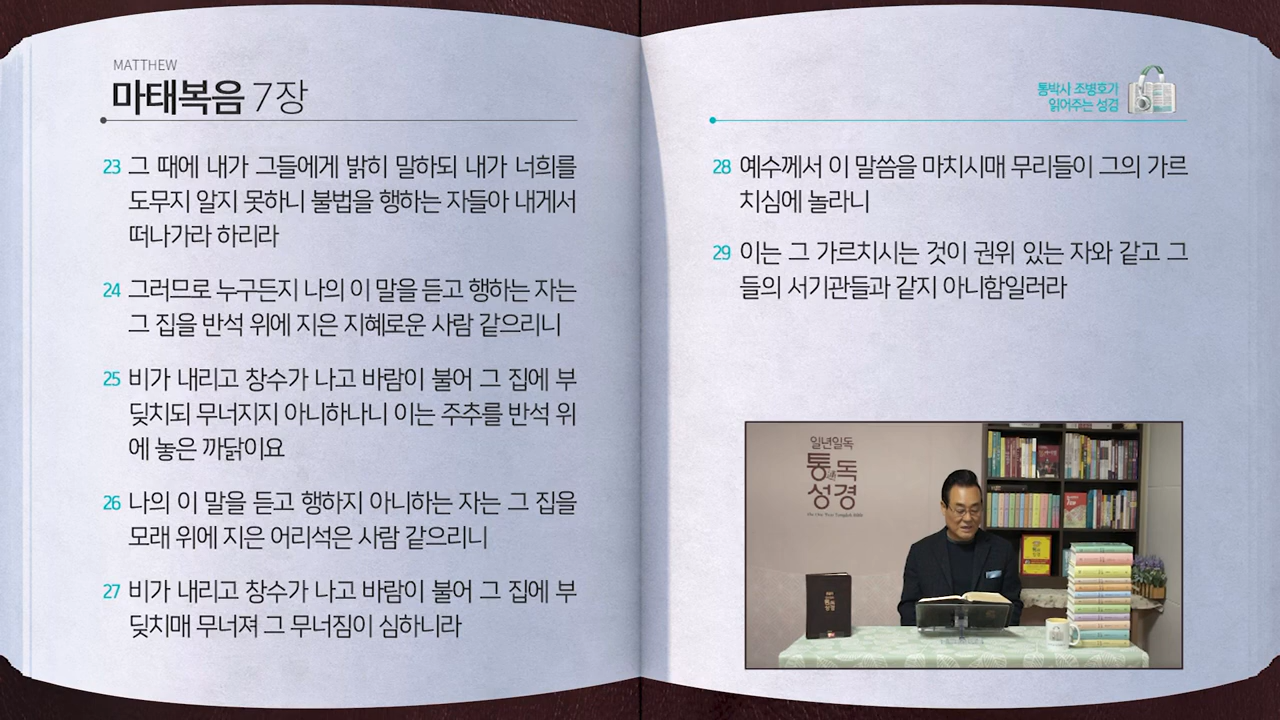 MATTHEW
마태복음 7장
23 그 때에 내가 그들에게 밝히 말하되 내가 너희를
도무지 알지 못하니 불법을 행하는 자들아 내게서
떠나가라 하리라
24 그러므로 누구든지 나의 이 말을 듣고 행하는 자는
그 집을 반석 위에 지은 지혜로운 사람 같으리니
25 비가 내리고 창수가 나고 바람이 불어 그 집에 부
딪치되 무너지지 아니하나니 이는 주추를 반석 위
에 놓은 까닭이요
26 나의 이 말을 듣고 행하지 아니하는 자는 그 집을
모래 위에 지은 어리석은 사람 같으리니
27 비가 내리고 창수가 나고 바람이 불어 그 집에 부
딪치매 무너져 그 무너짐이 심하니라
통박사 조병호가
읽어주는 성경
28 예수께서 이 말씀을 마치시매 무리들이 그의 가르
치심에 놀라니
29 이는 그 가르치시는 것이 권위 있는 자와 같고 그
들의 서기관들과 같지 아니함일러라
일년일독
통독
성경